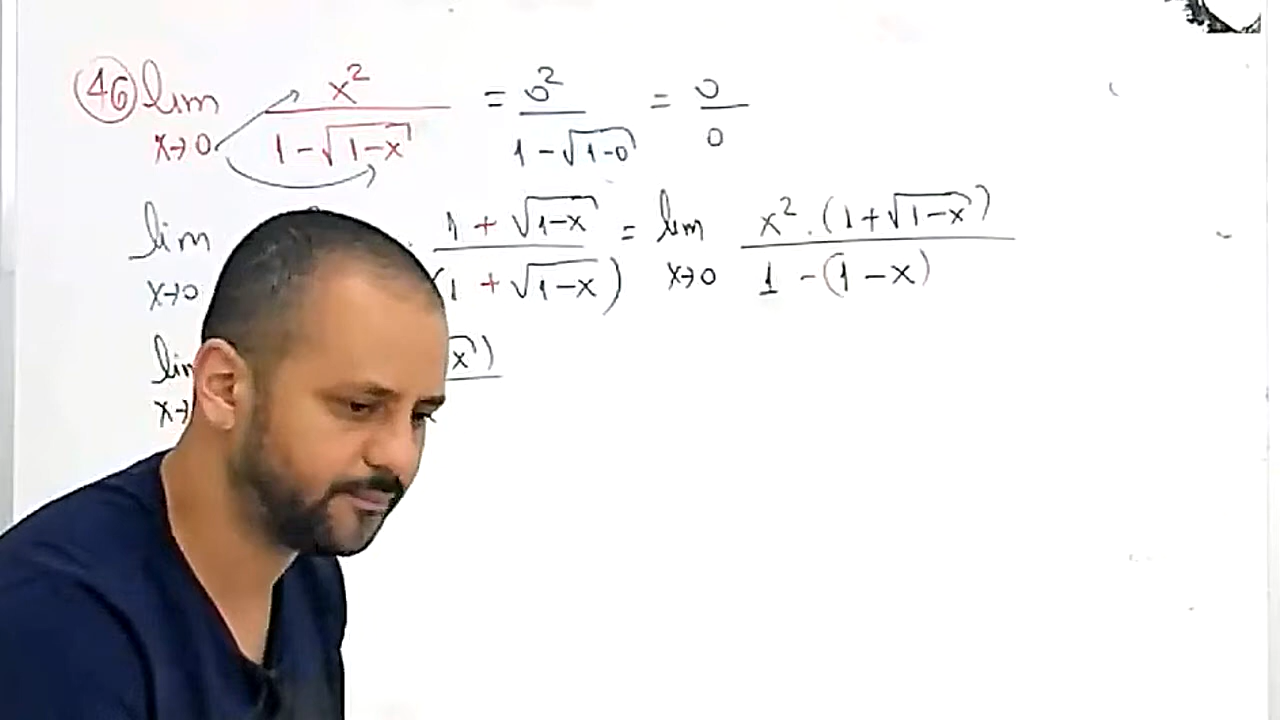 46 lim x→0 x² / (1-√(1-x)) = 0² / (1-√(1-0)) = 0/0
lim x→0 · (1+√(1-x)) / (1+√(1-x)) = lim x→0 x²·(1+√(1-x)) / (1-(1-x))
lim x→ x)